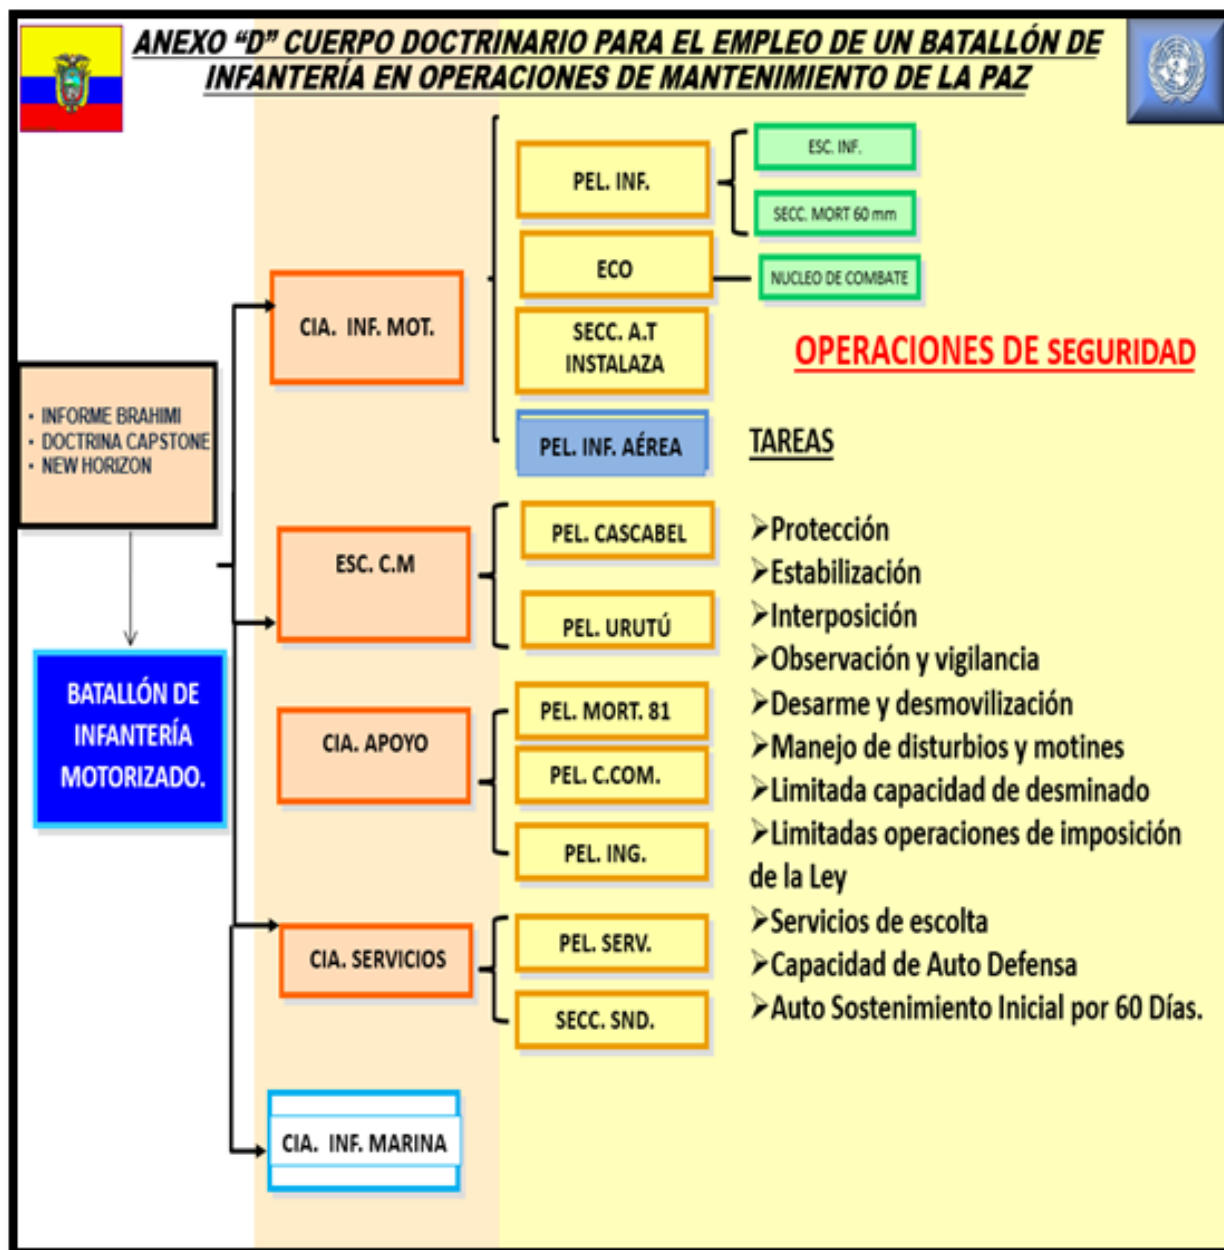 ANEXO “D” CUERPO DOCTRINARIO PARA EL EMPLEO DE UN BATALLÓN DE
INFANTERÍA EN OPERACIONES DE MANTENIMIENTO DE LA PAZ
• INFORME BRAHIMI
• DOCTRINA CAPSTONE
• NEW HORIZON
BATALLÓN DE
INFANTERÍA
MOTORIZADO.
CIA. INF. MOT.
ESC. C.M
CIA. APOYO
CIA. SERVICIOS
CIA. INF. MARINA
PEL. INF.
ECO
SECC. A.T
INSTALAZA
PEL. INF. AÉREA
PEL. CASCABEL
PEL. URUTÚ
PEL. MORT. 81
PEL. C.COM.
PEL. ING.
PEL. SERV.
SECC. SND.
ESC. INF.
SECC. MORT 60 mm
NUCLEO DE COMBATE
OPERACIONES DE SEGURIDAD
TAREAS
➤Protección
➤Estabilización
➤Interposición
➤Observación y vigilancia
➤Desarme y desmovilización
➤Manejo de disturbios y motines
➤Limitada capacidad de desminado
➤Limitadas operaciones de imposición
de la Ley
➤Servicios de escolta
➤Capacidad de Auto Defensa
➤Auto Sostenimiento Inicial por 60 Días.